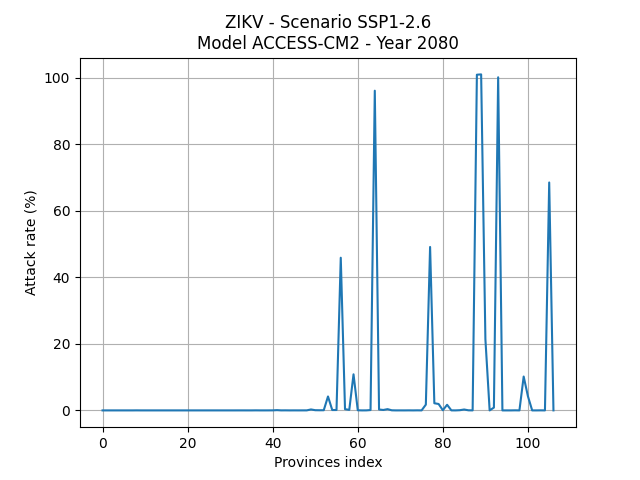 ZIKV - Scenario SSP1-2.6
Model ACCESS-CM2 - Year 2080
100
80
60
40
20
0
Attack rate (%)
0 20 40 60 80 100
Provinces index